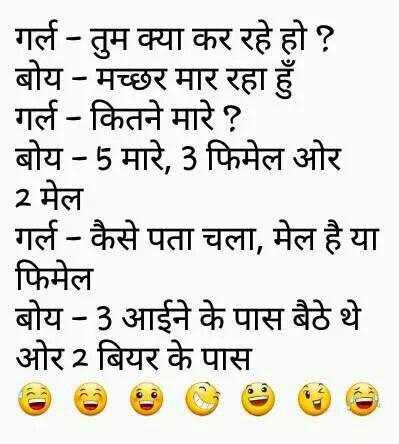 गर्ल – तुम क्या कर रहे हो ?
बोय – मच्छर मार रहा हुँ
गर्ल – कितने मारे ?
बोय – 5 मारे, 3 फिमेल ओर
2 मेल
गर्ल – कैसे पता चला, मेल है या
फिमेल
बोय – 3 आईने के पास बैठे थे
ओर 2 बियर के पास